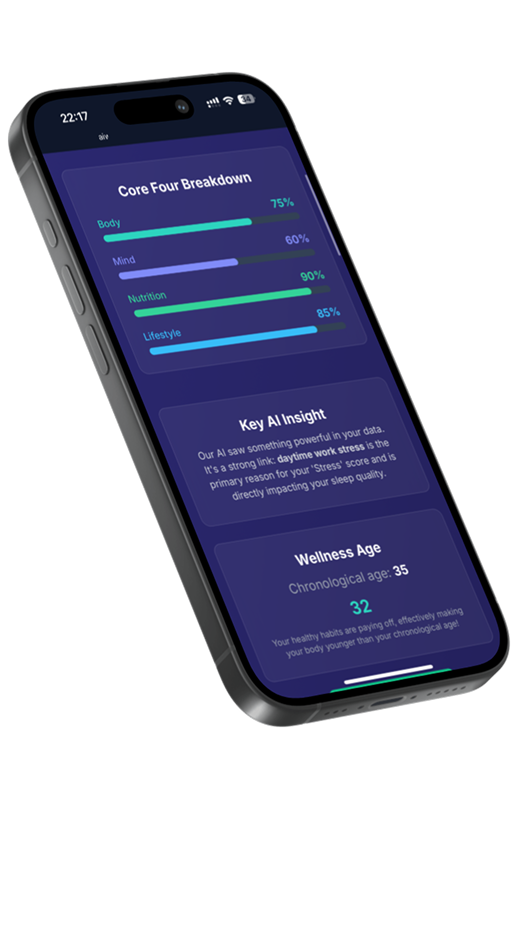 22:17
34
aiv
Core Four Breakdown
Body 75%
Mind 60%
Nutrition 90%
Lifestyle 85%
Key AI Insight
Our AI saw something powerful in your data.
It's a strong link: daytime work stress is the
primary reason for your 'Stress' score and is
directly impacting your sleep quality.
Wellness Age
Chronological age: 35
32
Your healthy habits are paying off, effectively making
your body younger than your chronological age!